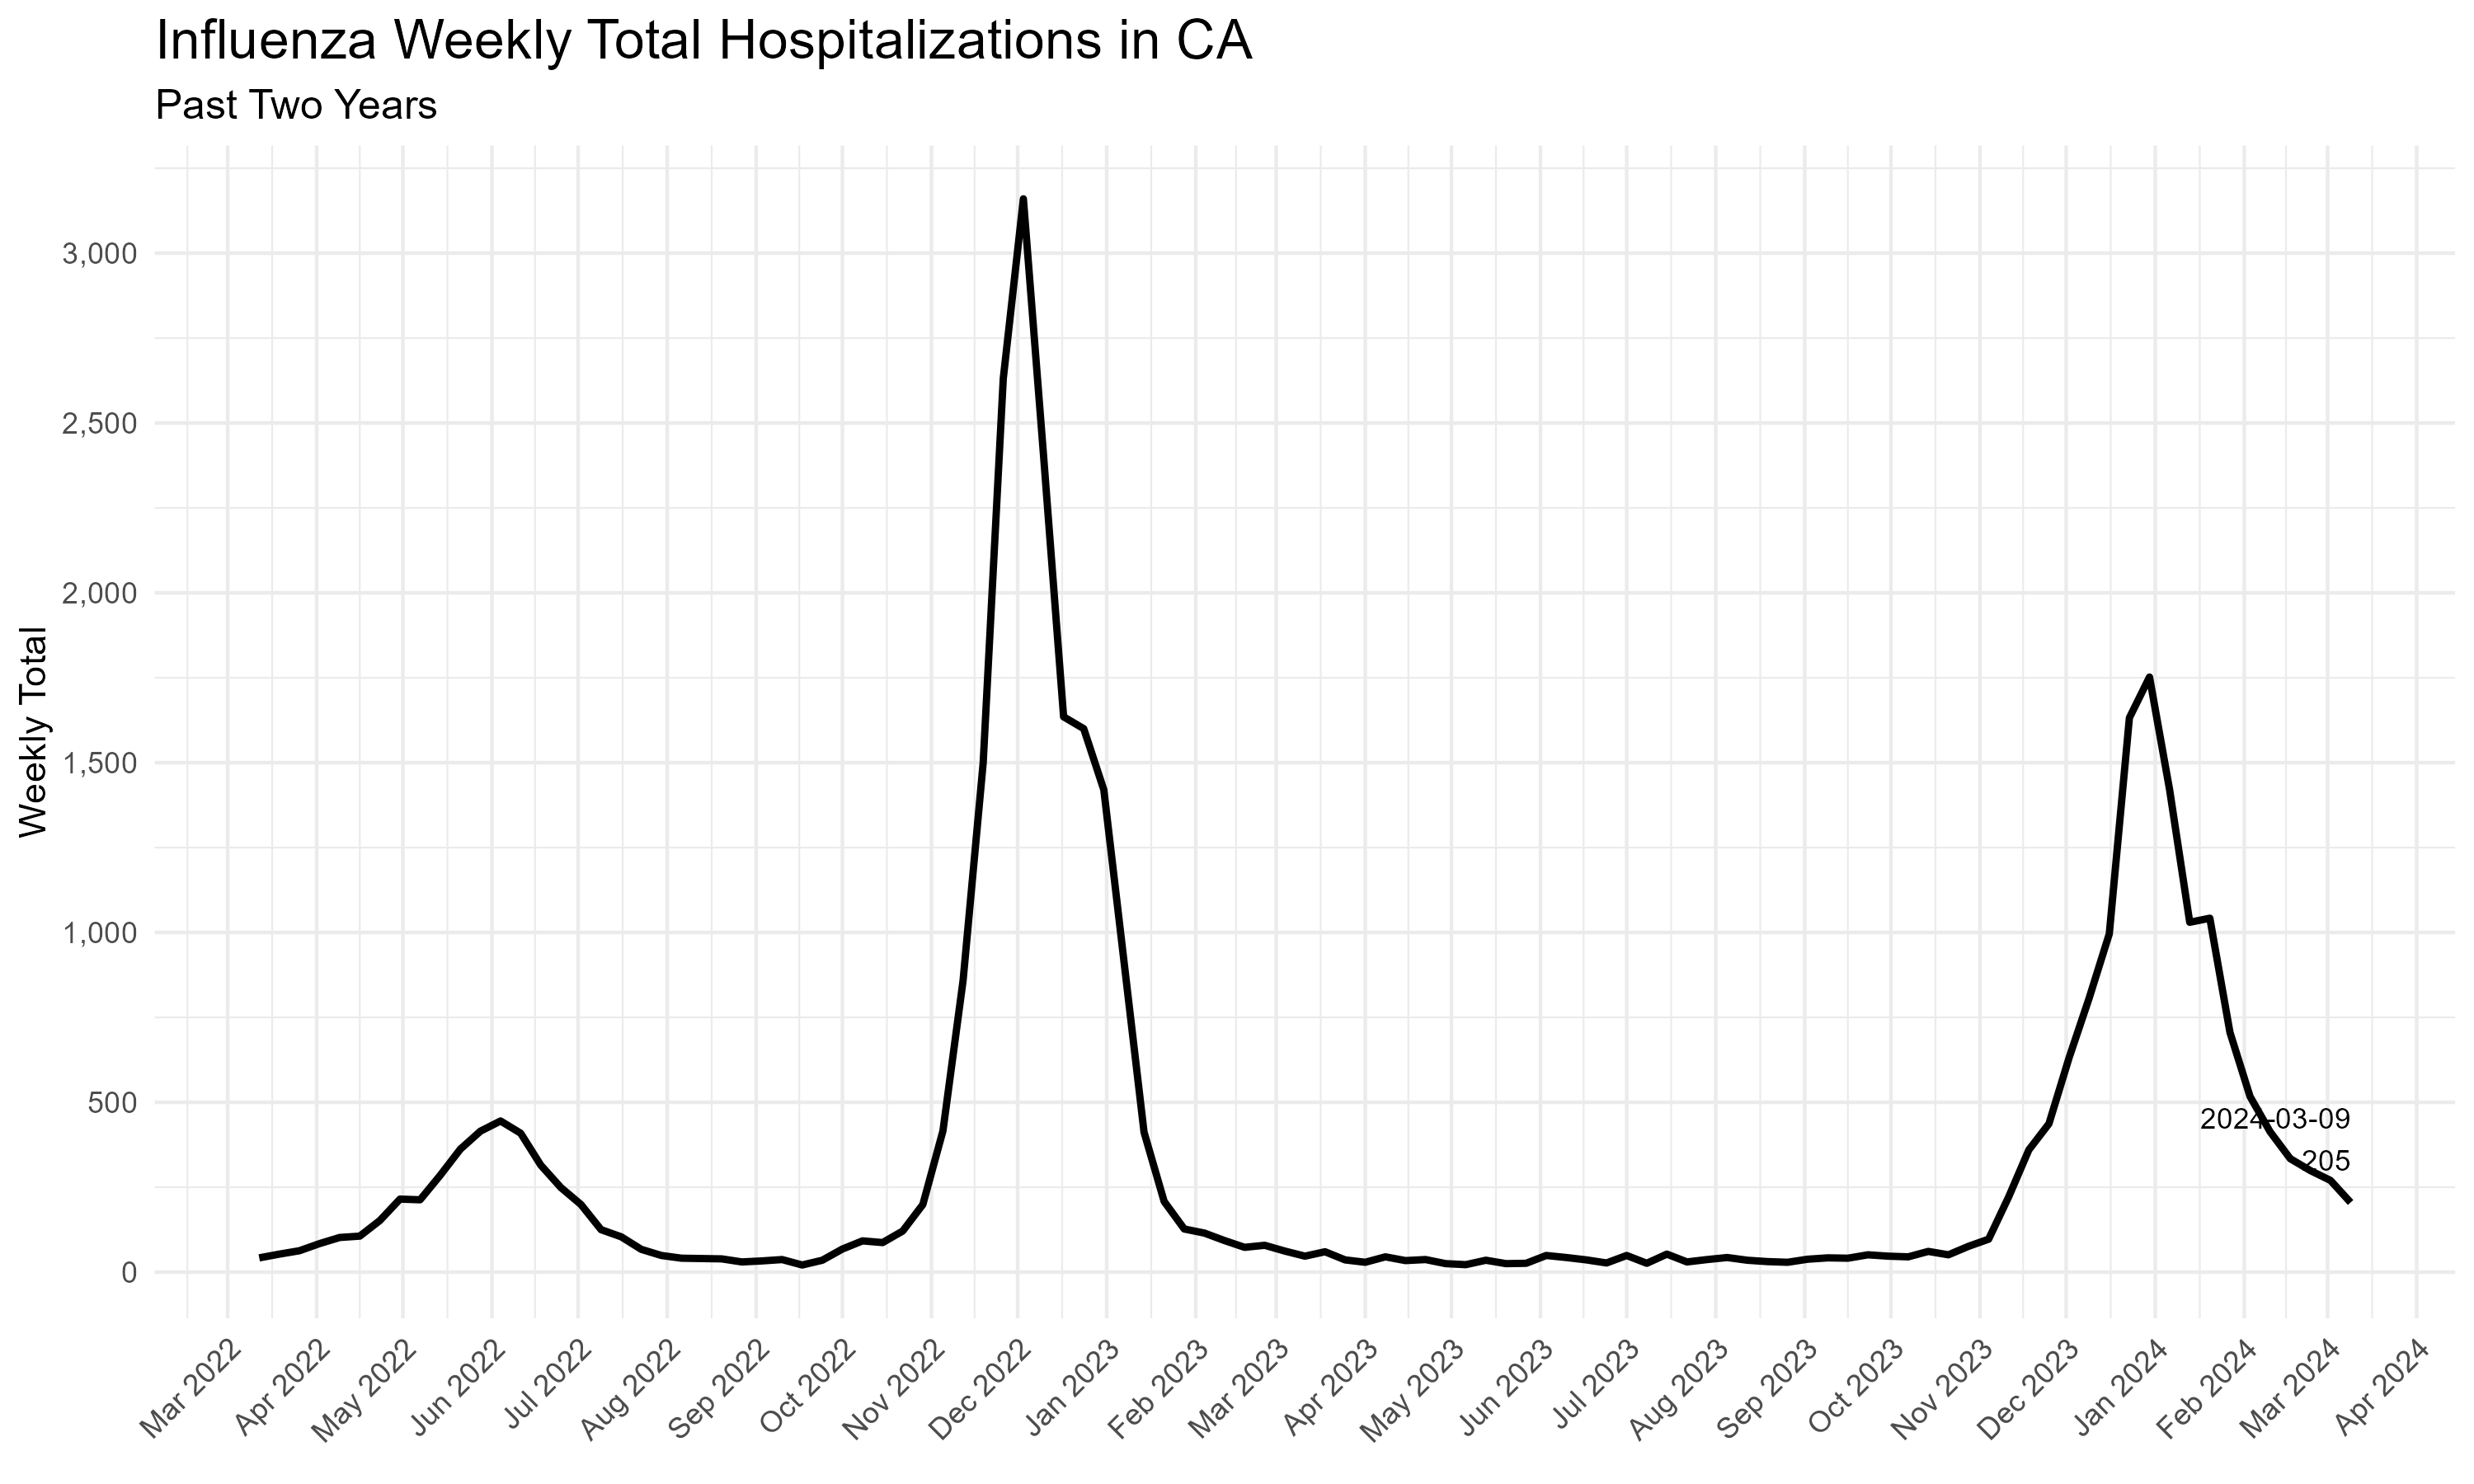 Influenza Weekly Total Hospitalizations in CA
Past Two Years
Weekly Total
3,000
2,500
2,000
1,500
1,000
500
0
2024-03-09
205
Mar 2022
Apr 2022
May 2022
Jun 2022
Jul 2022
Aug 2022
Sep 2022
Oct 2022
Nov 2022
Dec 2022
Jan 2023
Feb 2023
Mar 2023
Apr 2023
May 2023
Jun 2023
Jul 2023
Aug 2023
Sep 2023
Oct 2023
Nov 2023
Dec 2023
Jan 2024
Feb 2024
Mar 2024
Apr 2024